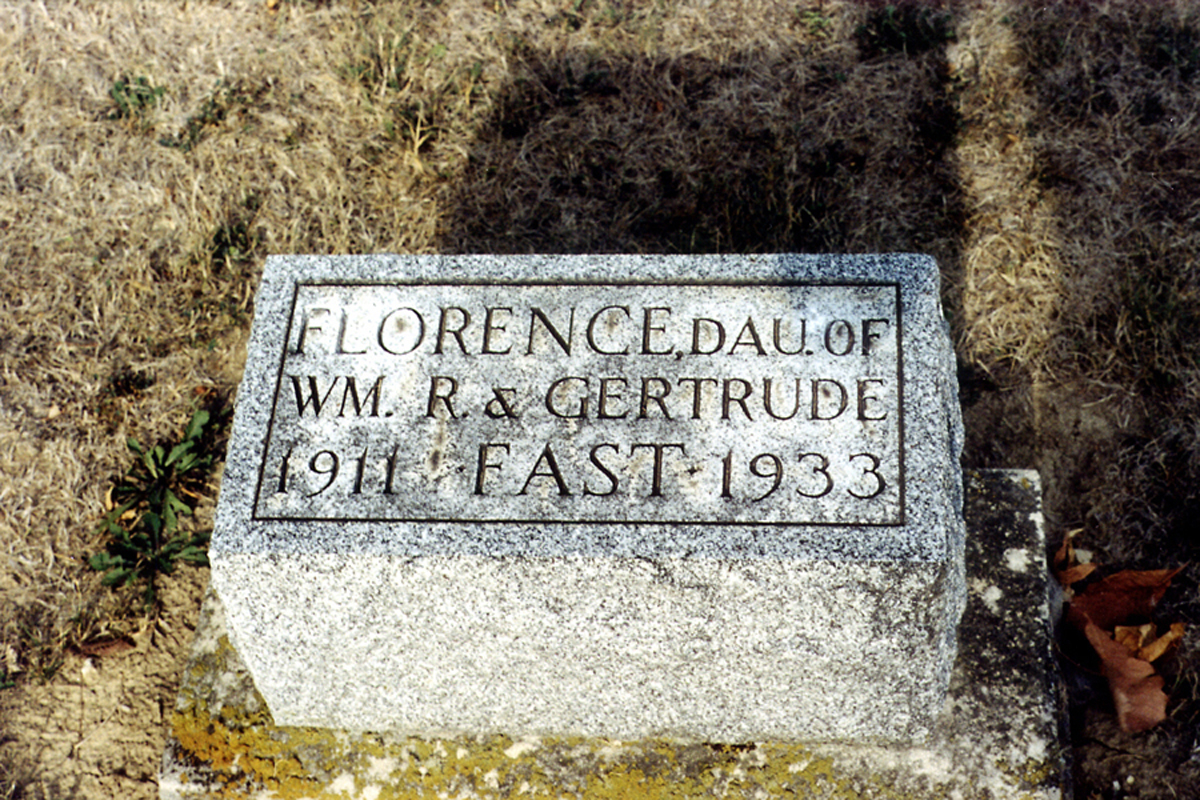 FLORENCE, DAU. OF
WM. R. & GERTRUDE
1911 · FAST · 1933